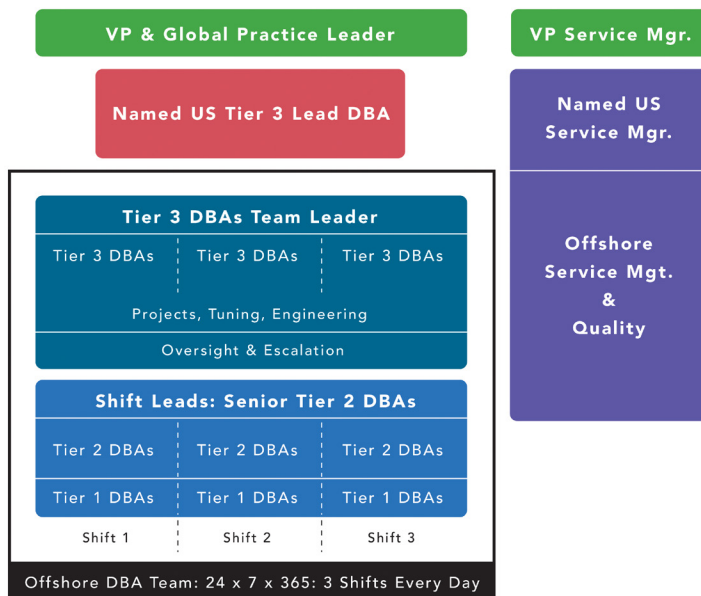 VP & Global Practice Leader
VP Service Mgr.
Named US Tier 3 Lead DBA
Named US
Service Mgr.
Tier 3 DBAs Team Leader
Tier 3 DBAs Tier 3 DBAs Tier 3 DBAs
Projects, Tuning, Engineering
Oversight & Escalation
Offshore
Service Mgt.
&
Quality
Shift Leads: Senior Tier 2 DBAs
Tier 2 DBAs Tier 2 DBAs Tier 2 DBAs
Tier 1 DBAs Tier 1 DBAs Tier 1 DBAs
Shift 1 Shift 2 Shift 3
Offshore DBA Team: 24 x 7 x 365: 3 Shifts Every Day